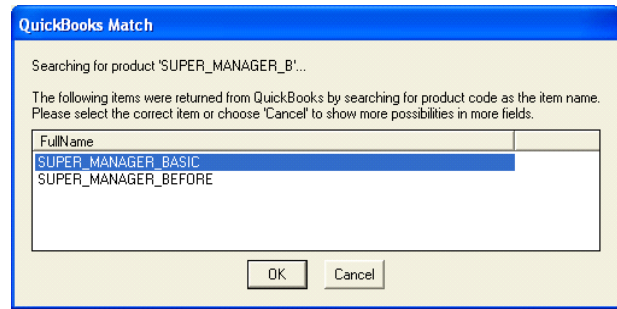 QuickBooks Match
Searching for product 'SUPER_MANAGER_B'...
The following items were returned from QuickBooks by searching for product code as the item name.
Please select the correct item or choose 'Cancel' to show more possibilities in more fields.
FullName
SUPER_MANAGER_BASIC
SUPER_MANAGER_BEFORE
OK Cancel